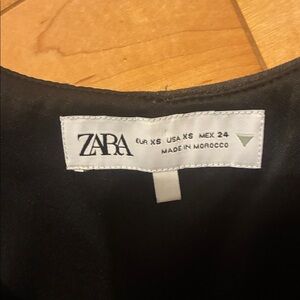 ZARA
EUR XS USA XS MEX 24
MADE IN MOROCCO